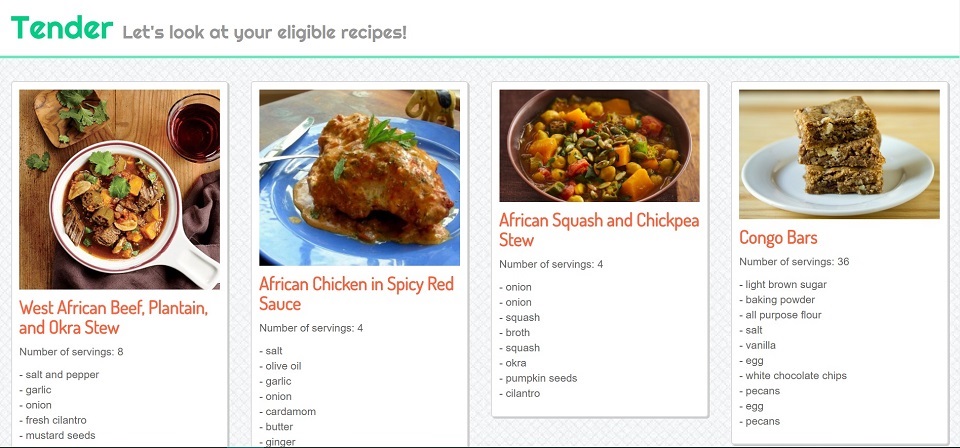 Tender Let's look at your eligible recipes!
West African Beef, Plantain,
and Okra Stew
Number of servings: 8
- salt and pepper
- garlic
- onion
- fresh cilantro
- mustard seeds
African Chicken in Spicy Red
Sauce
Number of servings: 4
- salt
- olive oil
- garlic
- onion
- cardamom
- butter
- ginger
African Squash and Chickpea
Stew
Number of servings: 4
- onion
- onion
- squash
- broth
- squash
- okra
- pumpkin seeds
- cilantro
Congo Bars
Number of servings: 36
- light brown sugar
- baking powder
- all purpose flour
- salt
- vanilla
- egg
- white chocolate chips
- pecans
- egg
- pecans